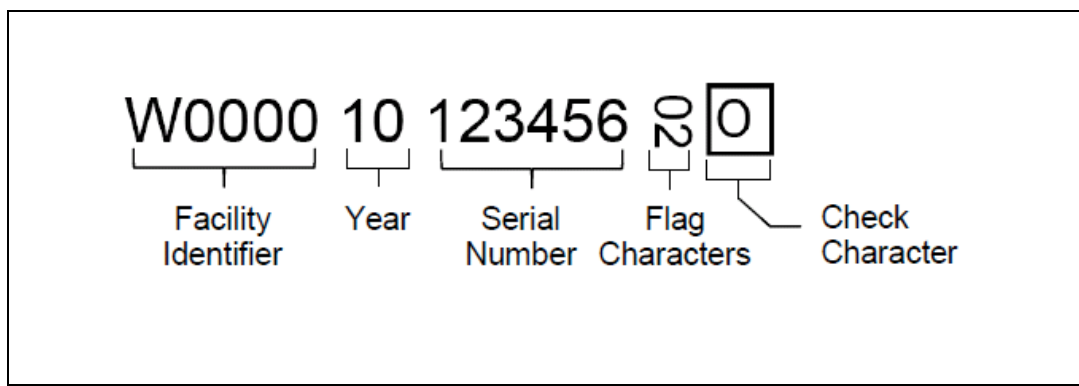 W0000 10 123456 02 O
Facility Identifier
Year
Serial Number
Flag Characters
Check Character